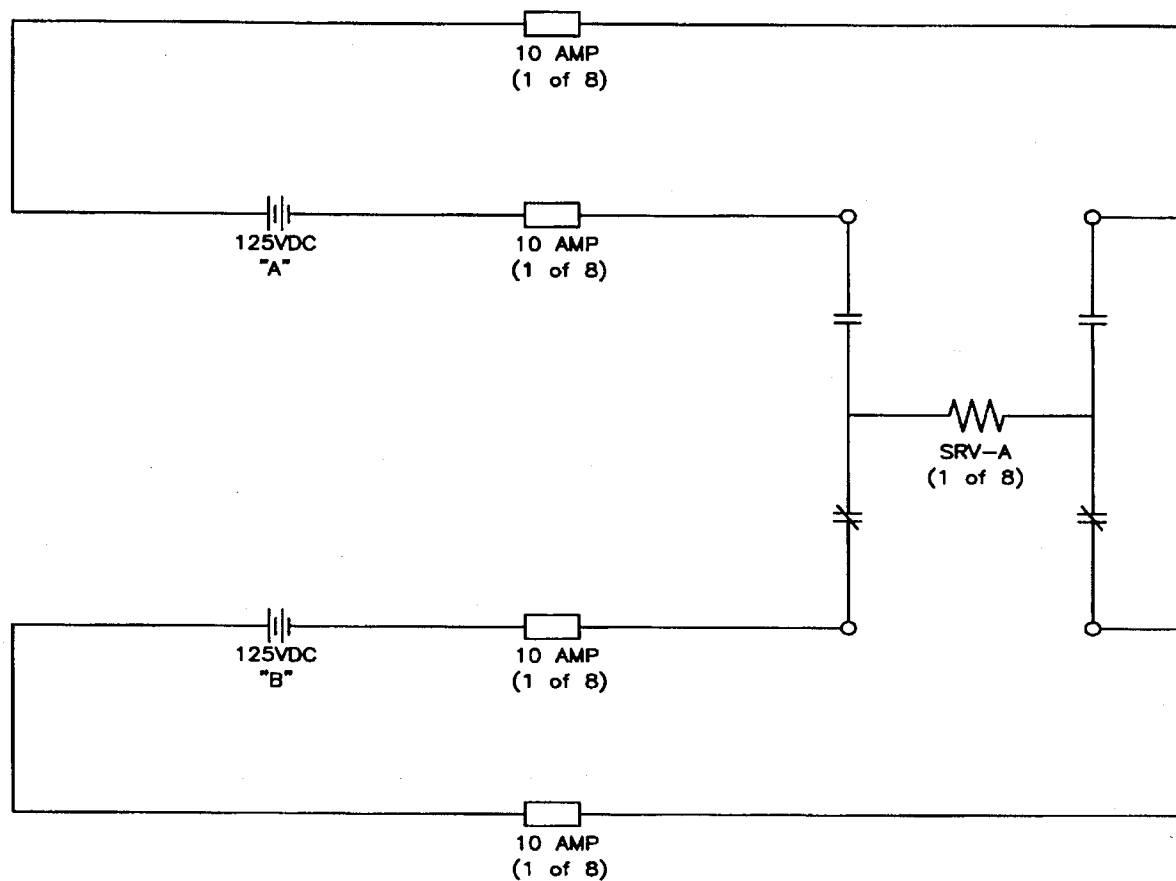 10 AMP
(1 of 8)
10 AMP
(1 of 8)
125VDC
"A"
SRV-A
(1 of 8)
125VDC
"B"
10 AMP
(1 of 8)
10 AMP
(1 of 8)